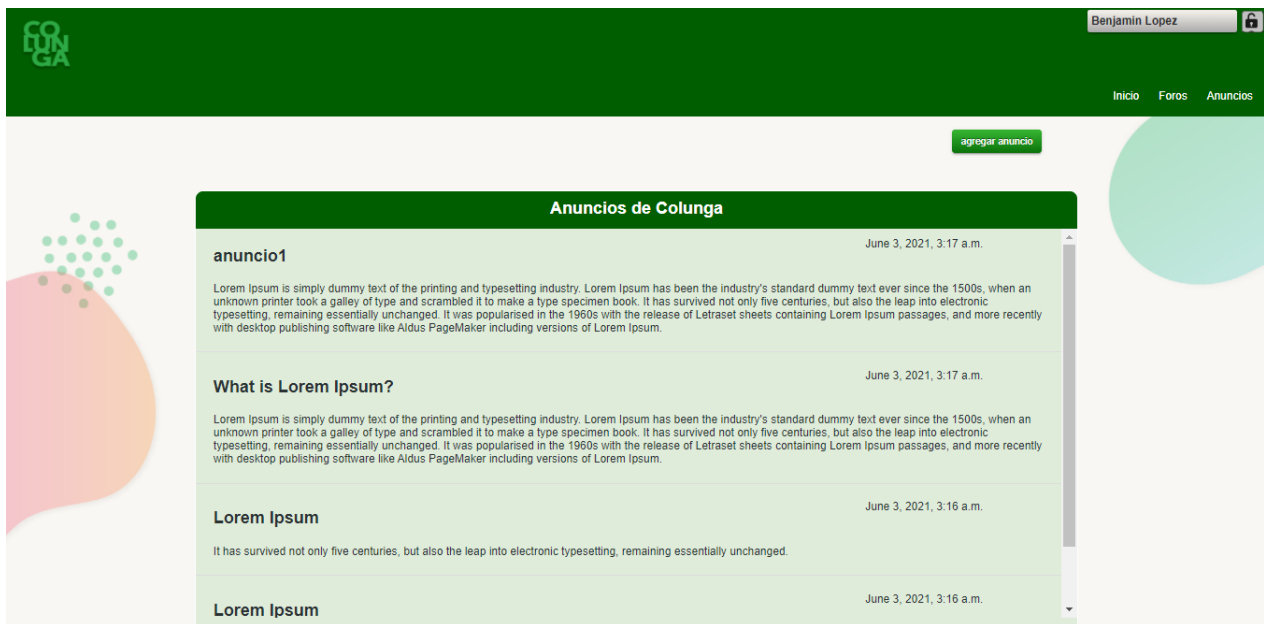 CO
LUN
GA
Benjamin Lopez
Inicio Foros Anuncios
agregar anuncio
Anuncios de Colunga
anuncio1
June 3, 2021, 3:17 a.m.
Lorem Ipsum is simply dummy text of the printing and typesetting industry. Lorem Ipsum has been the industry's standard dummy text ever since the 1500s, when an
unknown printer took a galley of type and scrambled it to make a type specimen book. It has survived not only five centuries, but also the leap into electronic
typesetting, remaining essentially unchanged. It was popularised in the 1960s with the release of Letraset sheets containing Lorem Ipsum passages, and more recently
with desktop publishing software like Aldus PageMaker including versions of Lorem Ipsum.
What is Lorem Ipsum?
June 3, 2021, 3:17 a.m.
Lorem Ipsum is simply dummy text of the printing and typesetting industry. Lorem Ipsum has been the industry's standard dummy text ever since the 1500s, when an
unknown printer took a galley of type and scrambled it to make a type specimen book. It has survived not only five centuries, but also the leap into electronic
typesetting, remaining essentially unchanged. It was popularised in the 1960s with the release of Letraset sheets containing Lorem Ipsum passages, and more recently
with desktop publishing software like Aldus PageMaker including versions of Lorem Ipsum.
Lorem Ipsum
June 3, 2021, 3:16 a.m.
It has survived not only five centuries, but also the leap into electronic typesetting, remaining essentially unchanged.
Lorem Ipsum
June 3, 2021, 3:16 a.m.